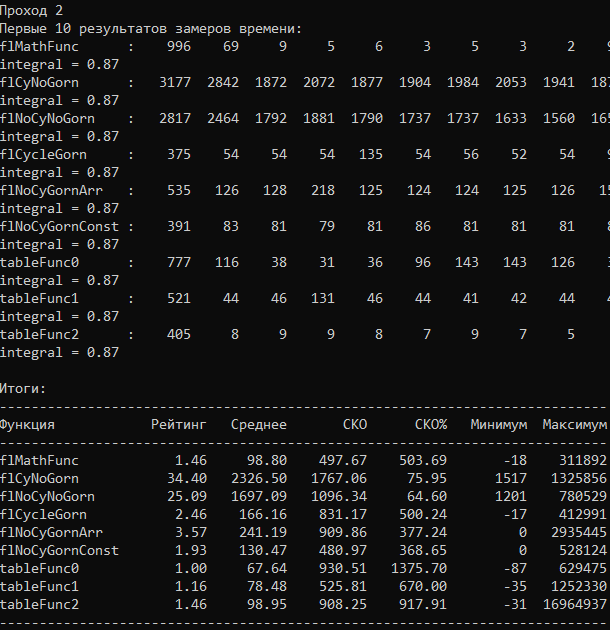 Проход 2
Первые 10 результатов замеров времени:
flMathFunc      :    996    69     9     5     6     3     5     3     2
integral = 0.87
flCyNoGorn      :   3177  2842  1872  2072  1877  1904  1984  2053  1941  187
integral = 0.87
flNoCyNoGorn    :   2817  2464  1792  1881  1790  1737  1737  1633  1560  165
integral = 0.87
flCycleGorn     :    375    54    54    54   135    54    56    52    54
integral = 0.87
flNoCyGornArr   :    535   126   128   218   125   124   124   125   126   15
integral = 0.87
flNoCyGornConst :    391    83    81    79    81    86    81    81    81
integral = 0.87
tableFunc0      :    777   116    38    31    36    96   143   143   126
integral = 0.87
tableFunc1      :    521    44    46   131    46    44    41    42    44
integral = 0.87
tableFunc2      :    405     8     9     9     8     7     9     7     5
integral = 0.87
Итоги:
----------------------------------------------------------------------------
Функция            Рейтинг   Среднее       СКО      СКО%   Минимум  Максимум
----------------------------------------------------------------------------
flMathFunc            1.46     98.80    497.67    503.69       -18    311892
flCyNoGorn           34.40   2326.50   1767.06     75.95      1517   1325856
flNoCyNoGorn         25.09   1697.09   1096.34     64.60      1201    780529
flCycleGorn           2.46    166.16    831.17    500.24       -17    412991
flNoCyGornArr         3.57    241.19    909.86    377.24         0   2935445
flNoCyGornConst       1.93    130.47    480.97    368.65         0    528124
tableFunc0            1.00     67.64    930.51   1375.70       -87    629475
tableFunc1            1.16     78.48    525.81    670.00       -35   1252330
tableFunc2            1.46     98.95    908.25    917.91       -31  16964937
----------------------------------------------------------------------------